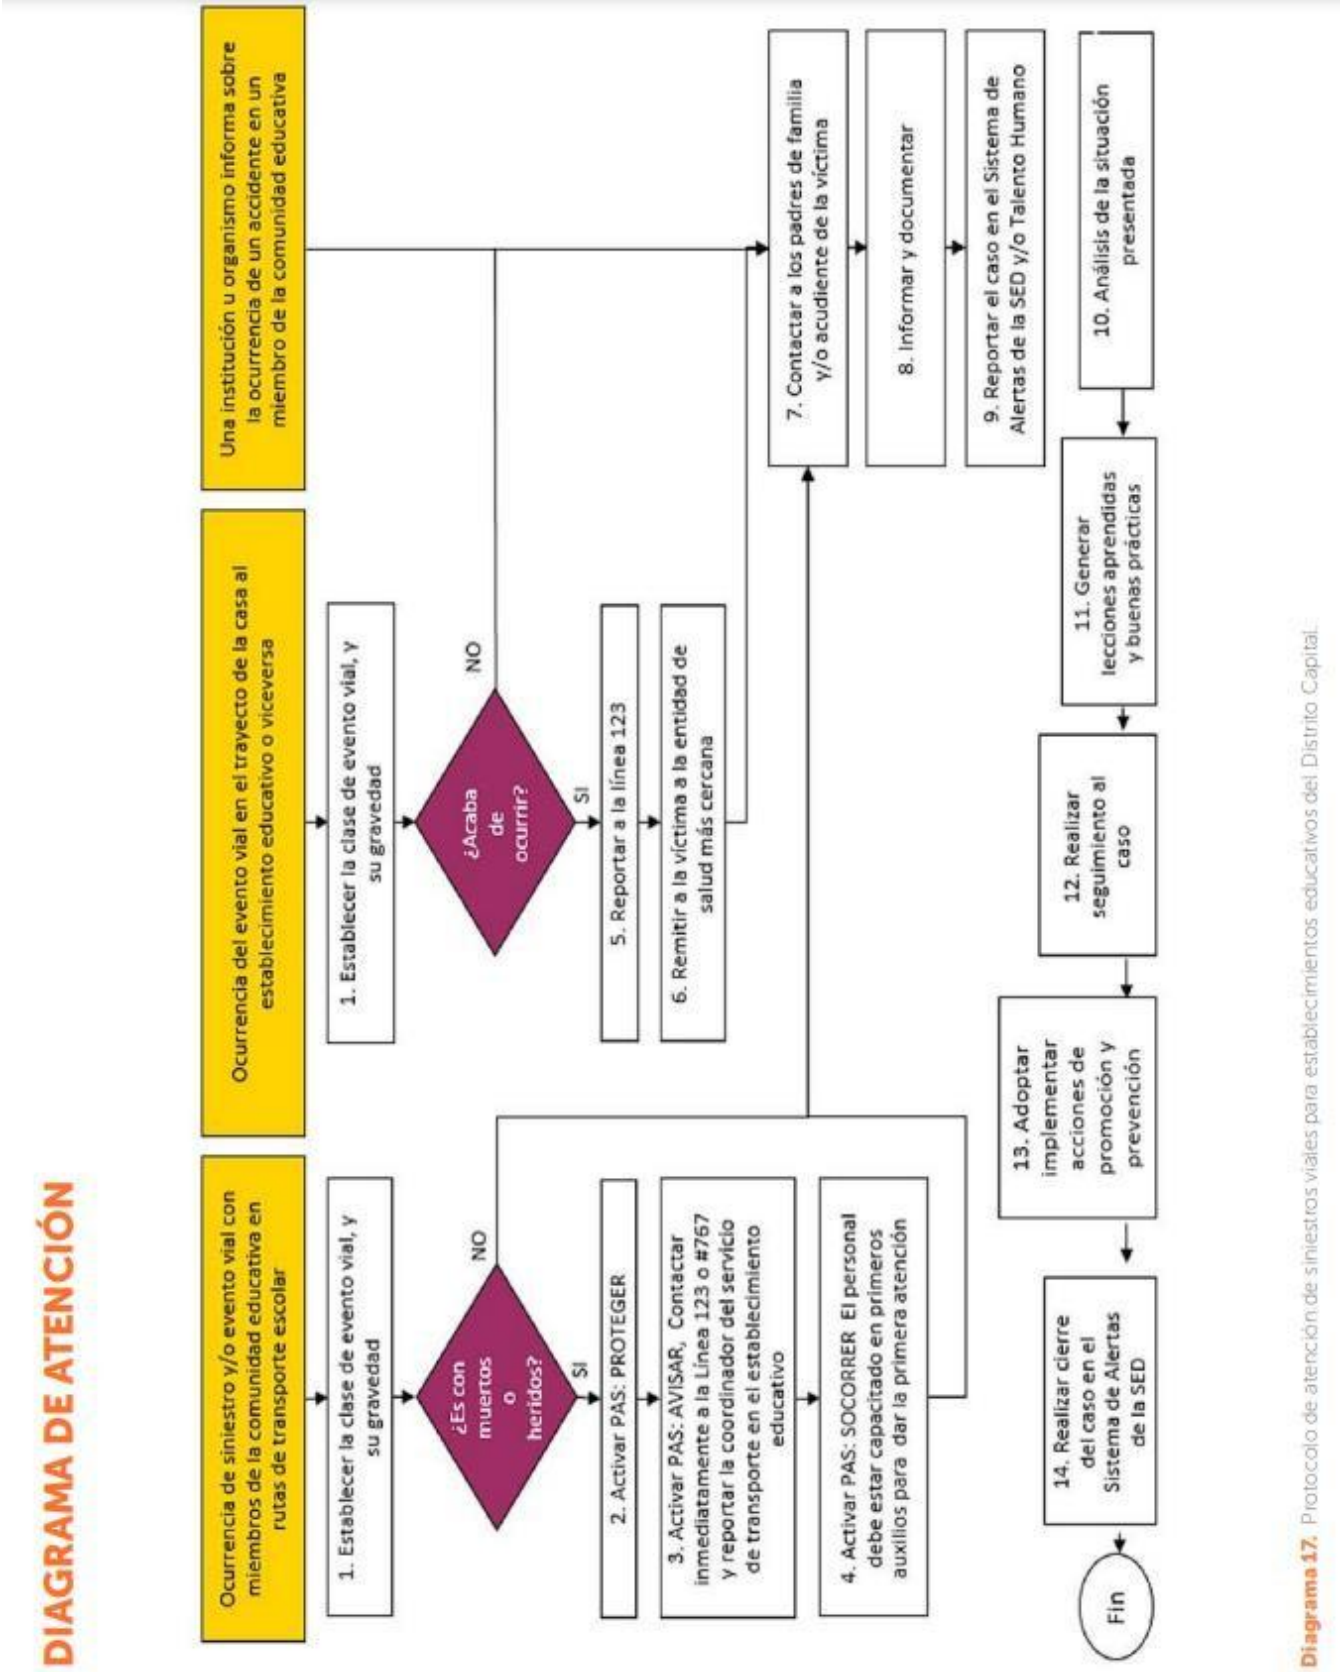 DIAGRAMA DE ATENCIÓN
Ocurrencia de siniestro y/o evento vial con
miembros de la comunidad educativa en
rutas de transporte escolar
1. Establecer la clase de evento vial, y
su gravedad
¿Es con
muertos
o
heridos?
NO
SI
2. Activar PAS: PROTEGER
3. Activar PAS: AVISAR, Contactar
inmediatamente a la Línea 123 o #767
y reportar la coordinador del servicio
de transporte en el establecimiento
educativo
4. Activar PAS: SOCORRER El personal
debe estar capacitado en primeros
auxilios para dar la primera atención
Ocurrencia del evento vial en el trayecto de la casa al
establecimiento educativo o viceversa
1. Establecer la clase de evento vial, y
su gravedad
¿Acaba
de
ocurrir?
NO
SI
5. Reportar a la línea 123
6. Remitir a la víctima a la entidad de
salud más cercana
Una institución u organismo informa sobre
la ocurrencia de un accidente en un
miembro de la comunidad educativa
7. Contactar a los padres de familia
y/o acudiente de la víctima
8. Informar y documentar
9. Reportar el caso en el Sistema de
Alertas de la SED y/o Talento Humano
10. Análisis de la situación
presentada
11. Generar
lecciones aprendidas
y buenas prácticas
12. Realizar
seguimiento al
caso
13. Adoptar
implementar
acciones de
promoción y
prevención
14. Realizar cierre
del caso en el
Sistema de Alertas
de la SED
Fin
Diagrama 17. Protocolo de atención de siniestros viales para establecimientos educativos del Distrito Capital.